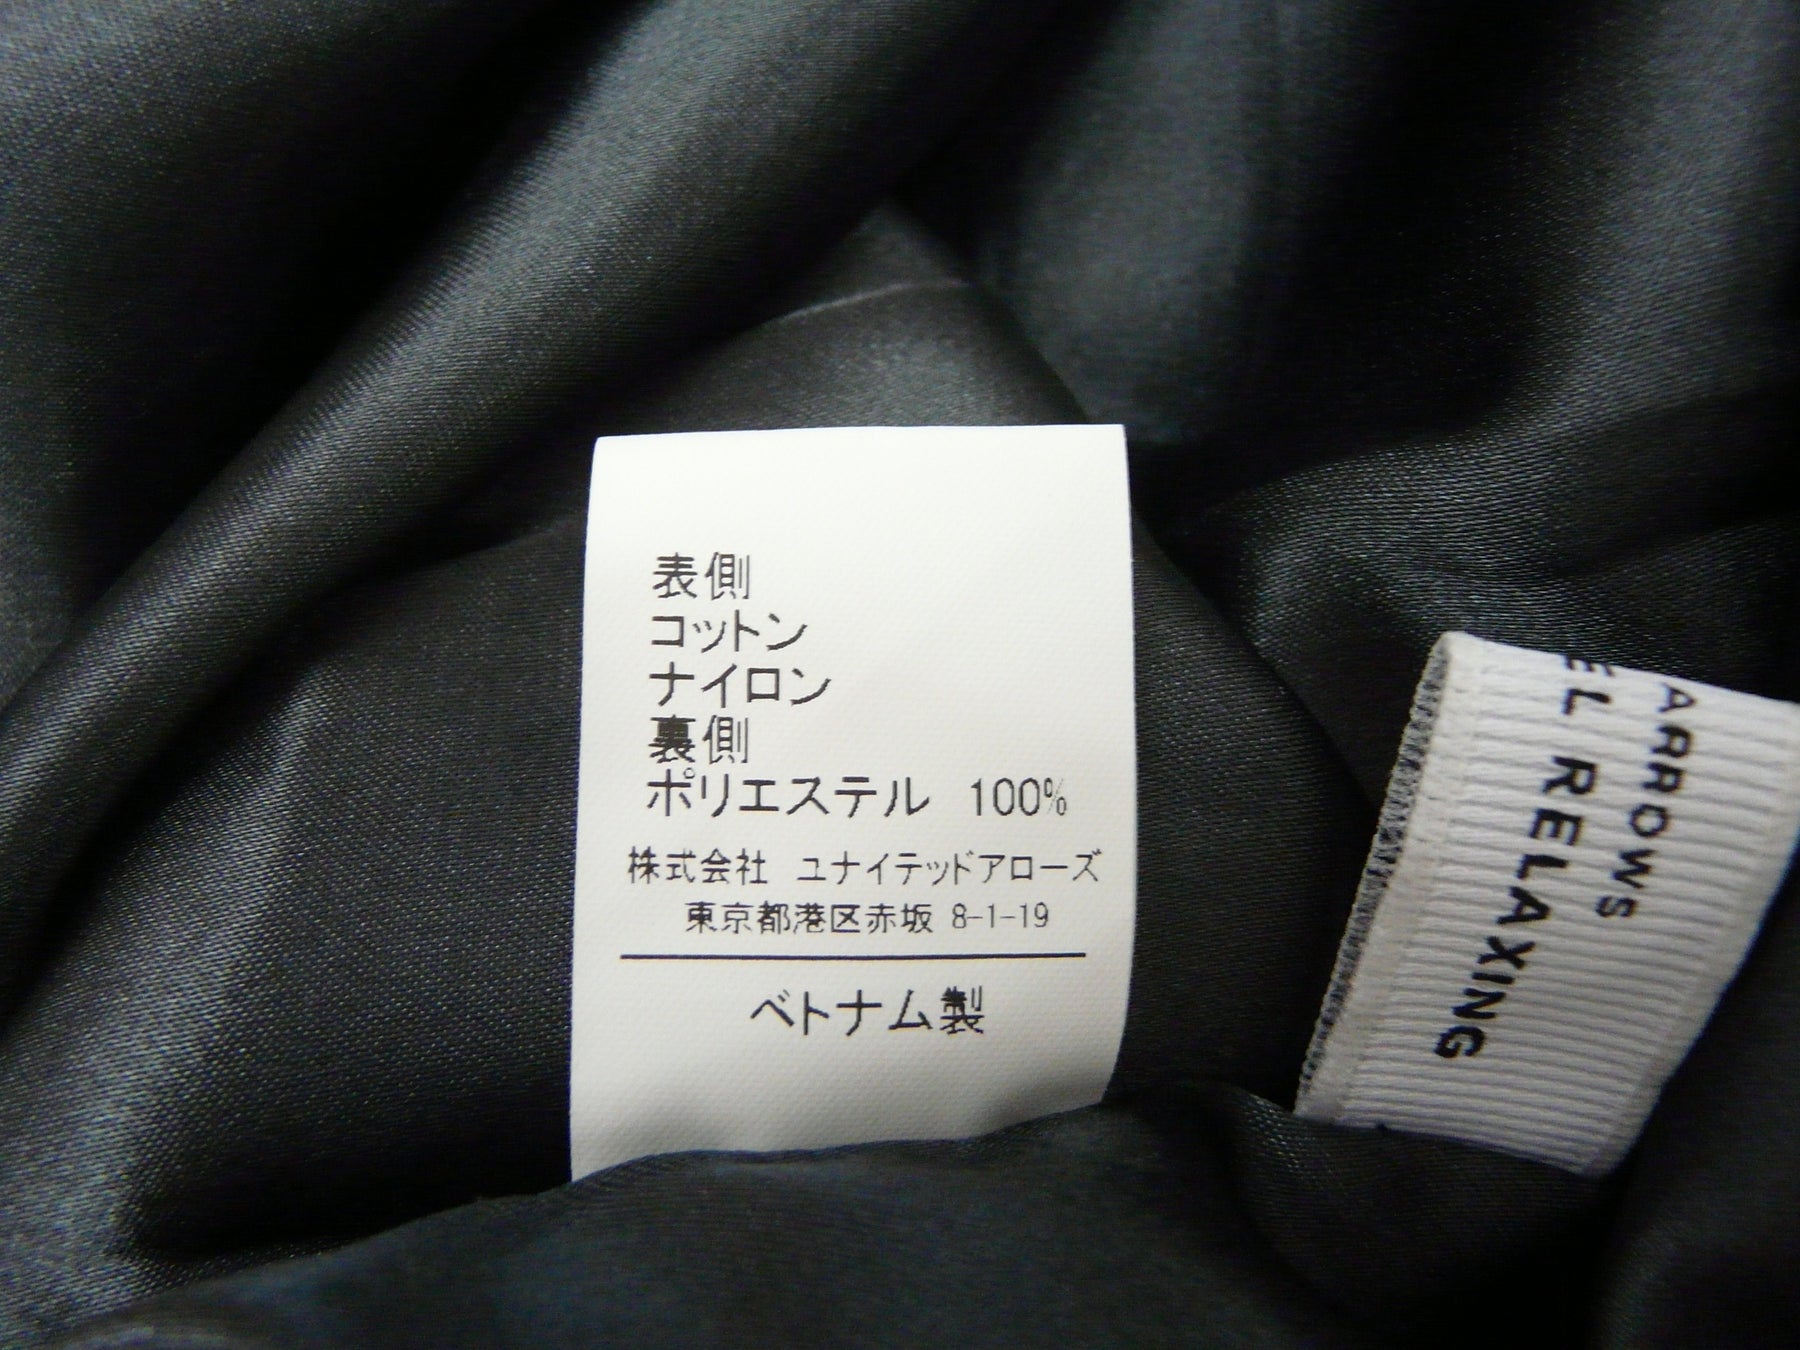 表側
コットン
ナイロン
裏側
ポリエステル 100%
株式会社 ユナイテッドアローズ
東京都港区赤坂 8-1-19
ベトナム製
ARROWS
EL RELAXING